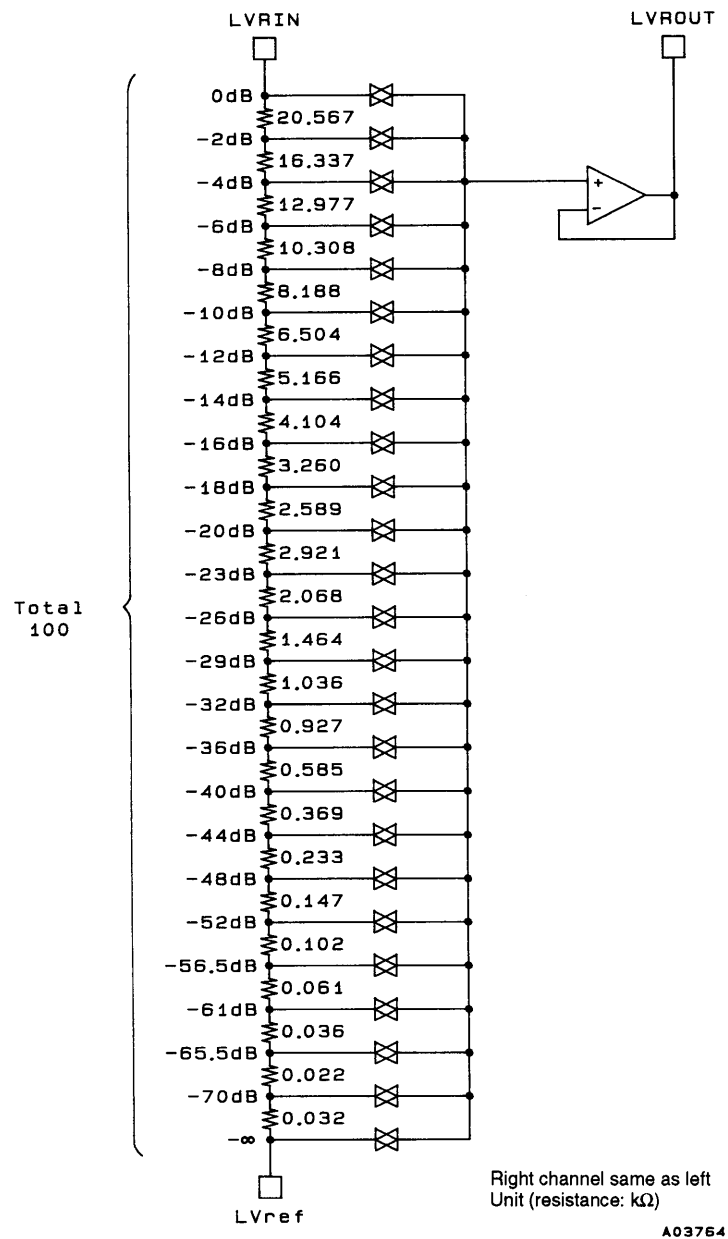 LVRIN
LVROUT
0dB
20.567
-2dB
16.337
-4dB
+
12.977
-
-6dB
10.308
-8dB
8.188
-10dB
6.504
-12dB
5.166
-14dB
4.104
-16dB
3.260
-18dB
2.589
-20dB
2.921
-23dB
2.068
Total
100
-26dB
1.464
-29dB
1.036
-32dB
0.927
-36dB
0.585
-40dB
0.369
-44dB
0.233
-48dB
0.147
-52dB
0.102
-56.5dB
0.061
-61dB
0.036
-65.5dB
0.022
-70dB
0.032
-∞
LVref
Right channel same as left
Unit (resistance: kΩ)
A03764